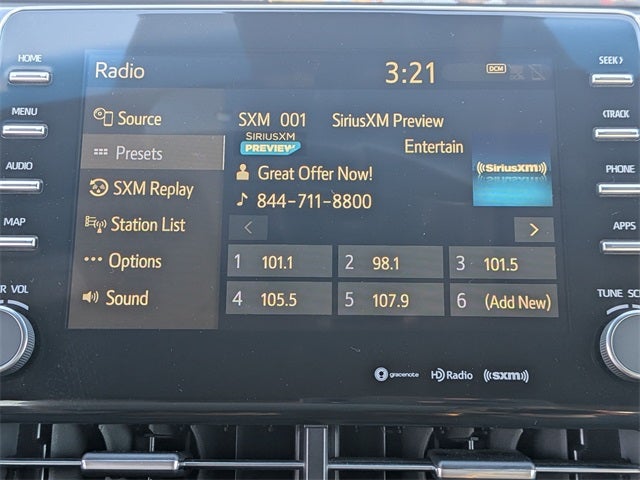 HOME
MENU
AUDIO
MAP
VOL
SEEK >
TRACK
PHONE
APPS
TUNE
Radio
3:21
DCM
Source
Presets
SXM Replay
Station List
Options
Sound
SXM 001 SiriusXM Preview
SIRIUSXM
PREVIEW
Entertain
((SiriusXM))
Great Offer Now!
844-711-8800
< >
1 101.1 2 98.1 3 101.5
4 105.5 5 107.9 6 (Add New)
gracenote HD Radio ((SXM))